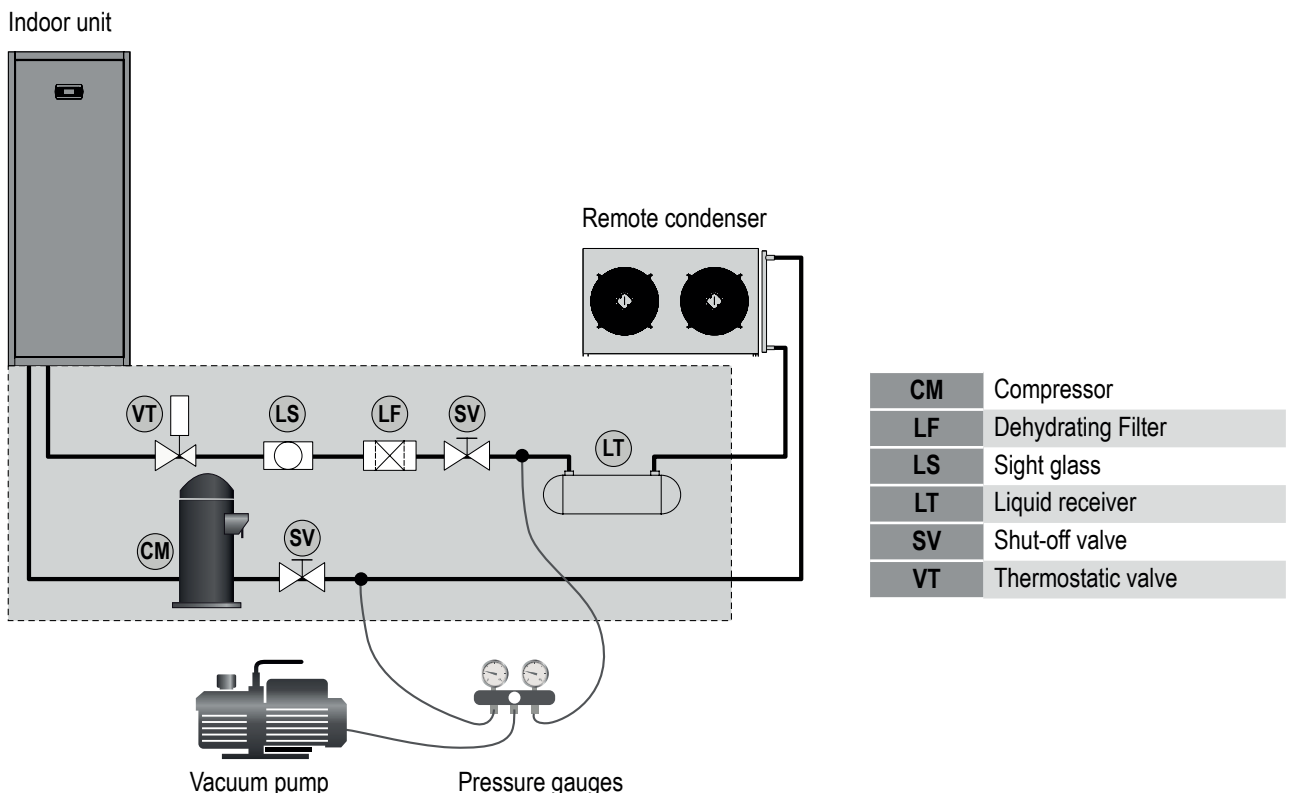 Indoor unit
Remote condenser
VT
LS
LF
SV
LT
CM
SV
CM Compressor
LF Dehydrating Filter
LS Sight glass
LT Liquid receiver
SV Shut-off valve
VT Thermostatic valve
Vacuum pump
Pressure gauges